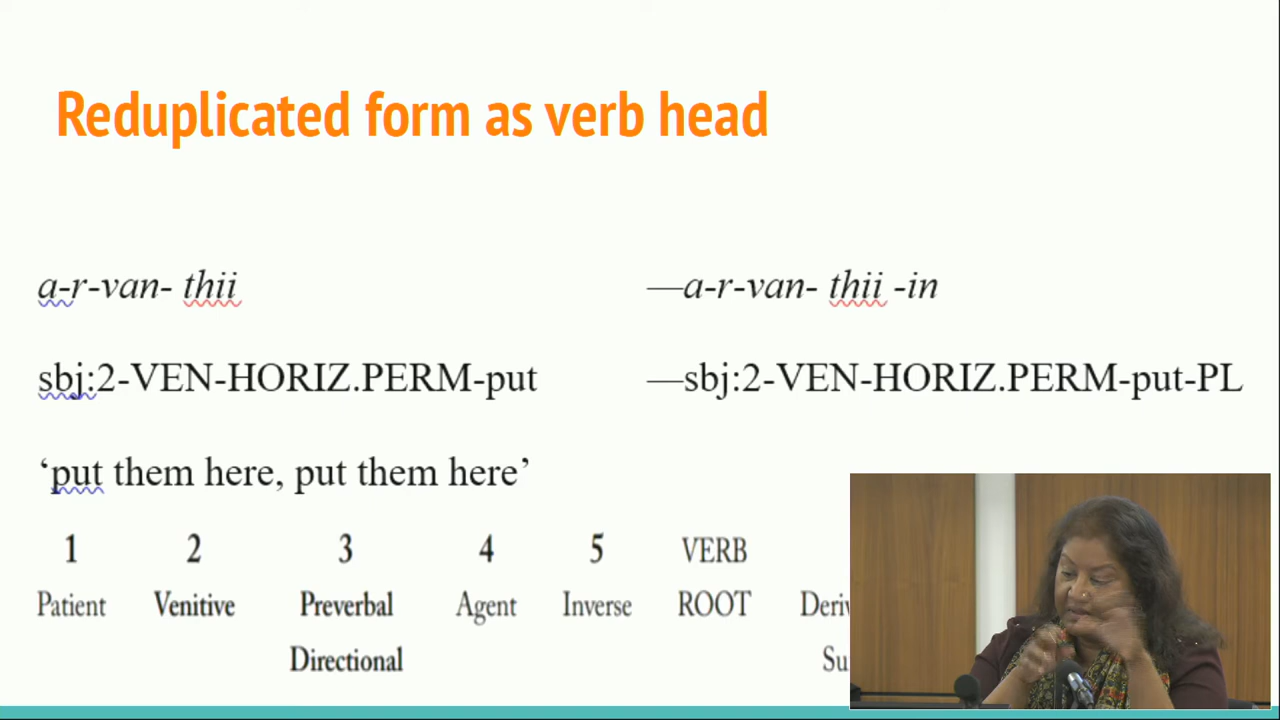 Reduplicated form as verb head
a-r-van- thii —a-r-van- thii -in
sbj:2-VEN-HORIZ.PERM-put —sbj:2-VEN-HORIZ.PERM-put-PL
‘put them here, put them here’
1 2 3 4 5 VERB
Patient Venitive Preverbal Agent Inverse ROOT
Directional